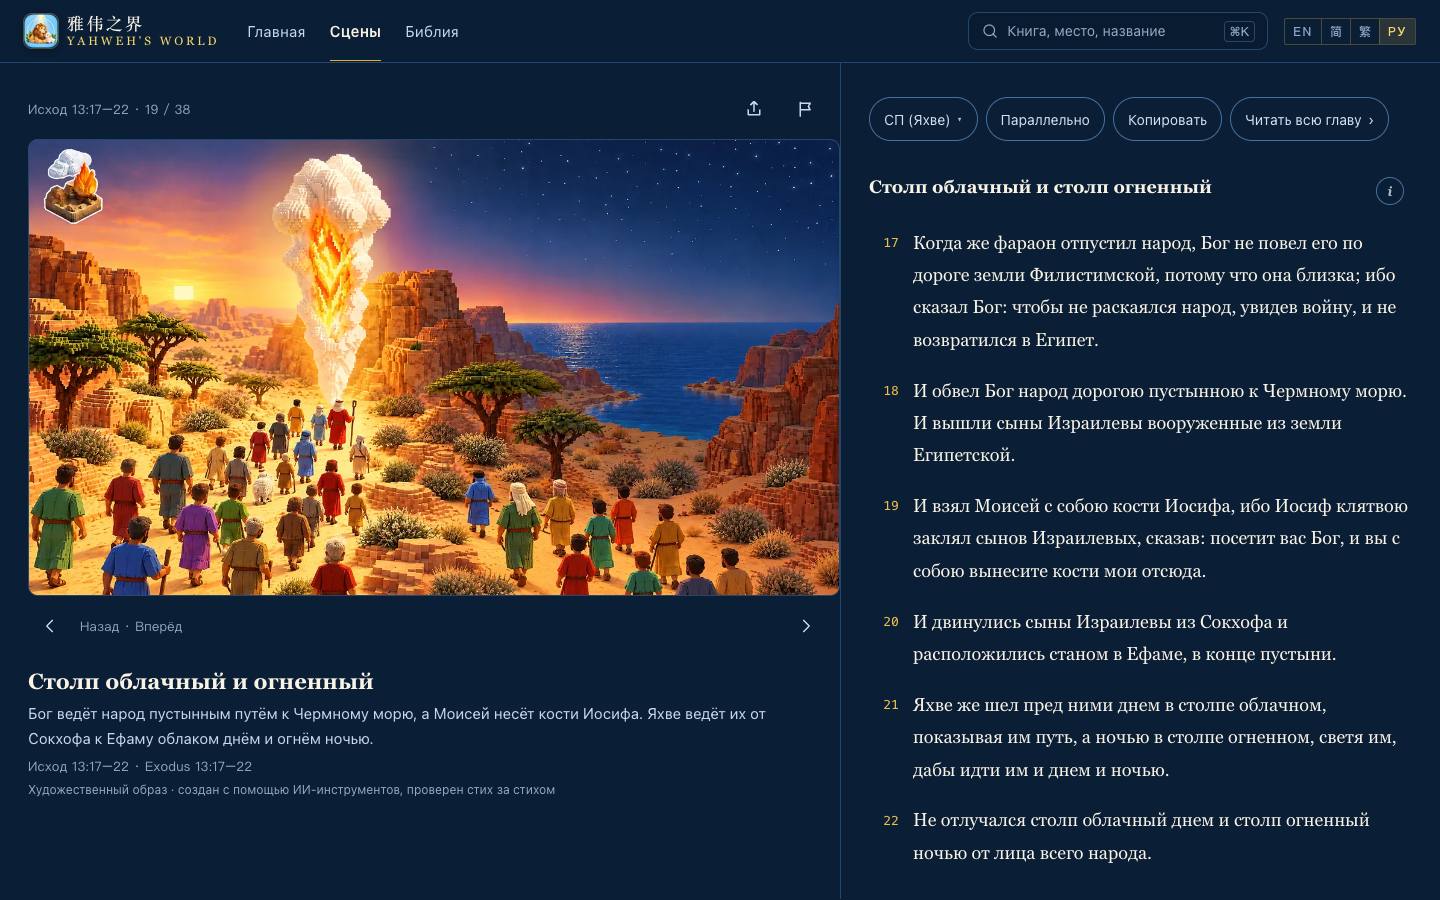 雅伟之界
YAHWEH'S WORLD
Главная
Сцены
Библия
Книга, место, название
⌘K
EN
简
繁
РУ
Исход 13:17—22 · 19 / 38
Назад · Вперёд
Столп облачный и огненный
Бог ведёт народ пустынным путём к Чермному морю, а Моисей несёт кости Иосифа. Яхве ведёт их от
Сокхофа к Ефаму облаком днём и огнём ночью.
Исход 13:17—22 · Exodus 13:17—22
Художественный образ · создан с помощью ИИ-инструментов, проверен стих за стихом
СП (Яхве)
Параллельно
Копировать
Читать всю главу ›
Столп облачный и столп огненный
i
17 Когда же фараон отпустил народ, Бог не повел его по
дороге земли Филистимской, потому что она близка; ибо
сказал Бог: чтобы не раскаялся народ, увидев войну, и не
возвратился в Египет.
18 И обвел Бог народ дорогою пустынною к Чермному морю.
И вышли сыны Израилевы вооруженные из земли
Египетской.
19 И взял Моисей с собою кости Иосифа, ибо Иосиф клятвою
заклял сынов Израилевых, сказав: посетит вас Бог, и вы с
собою вынесите кости мои отсюда.
20 И двинулись сыны Израилевы из Сокхофа и
расположились станом в Ефаме, в конце пустыни.
21 Яхве же шел пред ними днем в столпе облачном,
показывая им путь, а ночью в столпе огненном, светя им,
дабы идти им и днем и ночью.
22 Не отлучался столп облачный днем и столп огненный
ночью от лица всего народа.